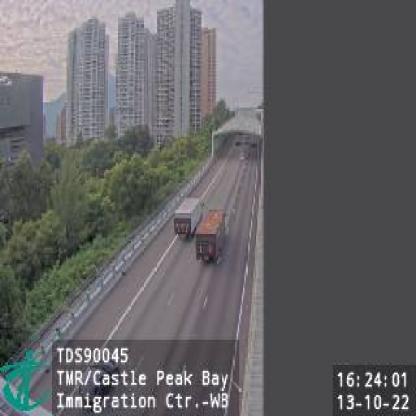 TDS90045
TMR/Castle Peak Bay
Immigration Ctr.-WB
16:24:01
13-10-22